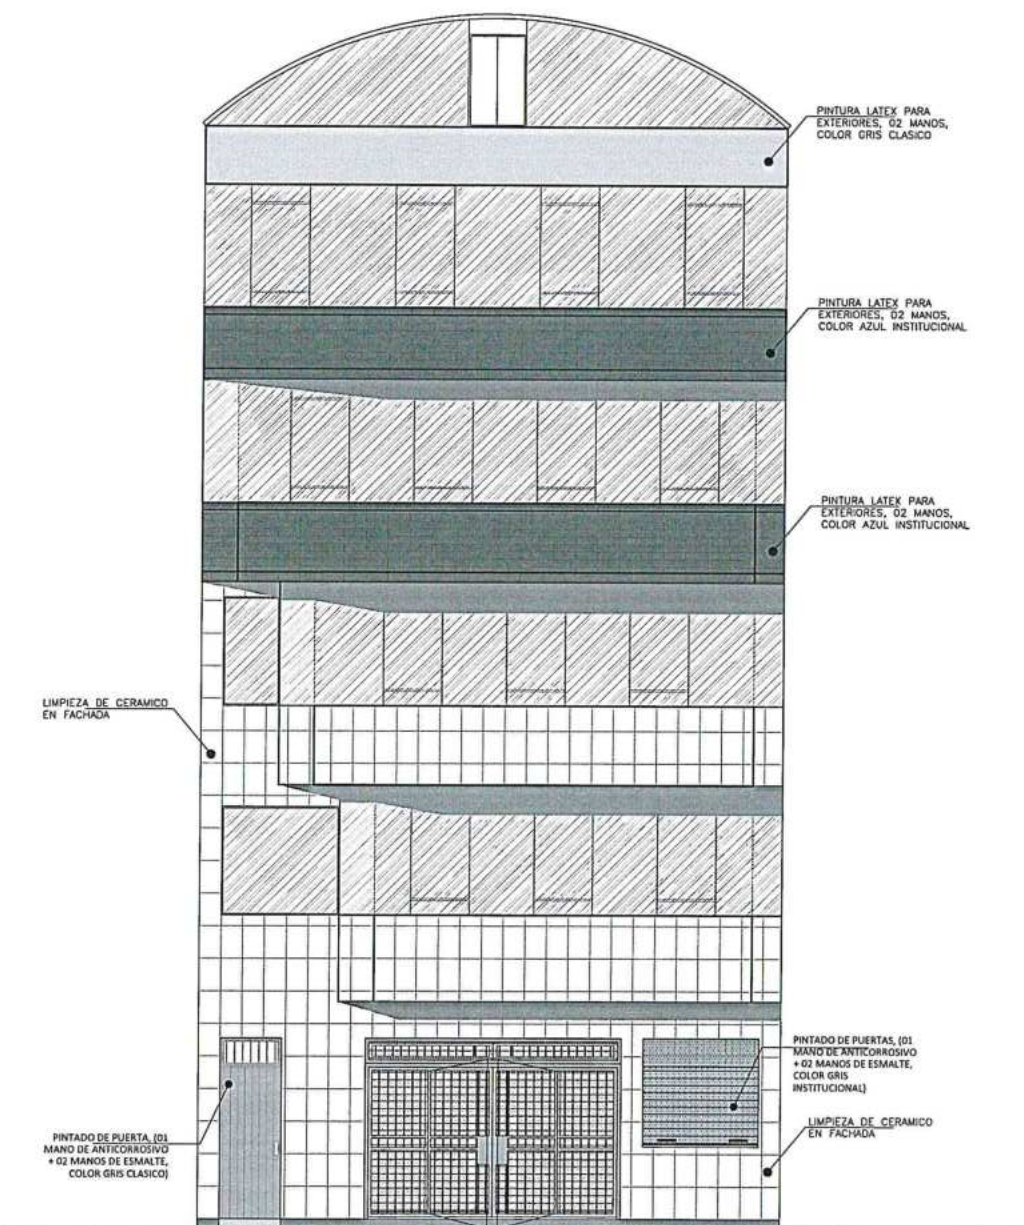 PINTURA LATEX PARA
EXTERIORES, 02 MANOS,
COLOR GRIS CLASICO
PINTURA LATEX PARA
EXTERIORES, 02 MANOS,
COLOR AZUL INSTITUCIONAL
PINTURA LATEX PARA
EXTERIORES, 02 MANOS,
COLOR AZUL INSTITUCIONAL
LIMPIEZA DE CERAMICO
EN FACHADA
PINTADO DE PUERTAS, (01
MANO DE ANTICORROSIVO
+ 02 MANOS DE ESMALTE,
COLOR GRIS
INSTITUCIONAL)
LIMPIEZA DE CERAMICO
EN FACHADA
PINTADO DE PUERTA, (01
MANO DE ANTICORROSIVO
+ 02 MANOS DE ESMALTE,
COLOR GRIS CLASICO)